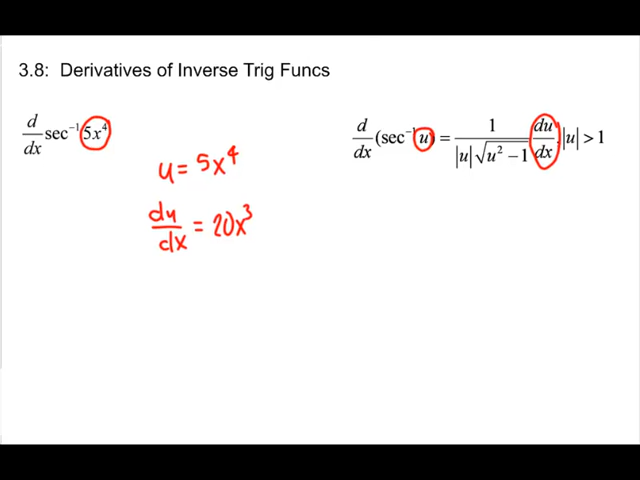 3.8: Derivatives of Inverse Trig Funcs
d/dx sec⁻¹ 5x⁴
d/dx (sec⁻¹ u) = 1/(|u|√(u² − 1)) du/dx, |u| > 1
u = 5x⁴
du/dx = 20x³